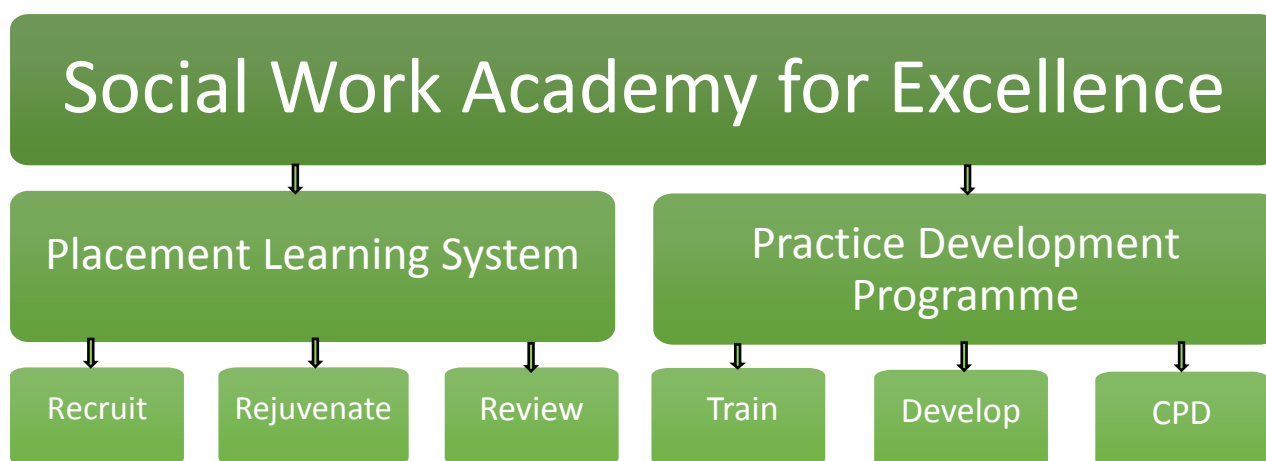 Social Work Academy for Excellence
Placement Learning System
Practice Development
Programme
Recruit
Rejuvenate
Review
Train
Develop
CPD